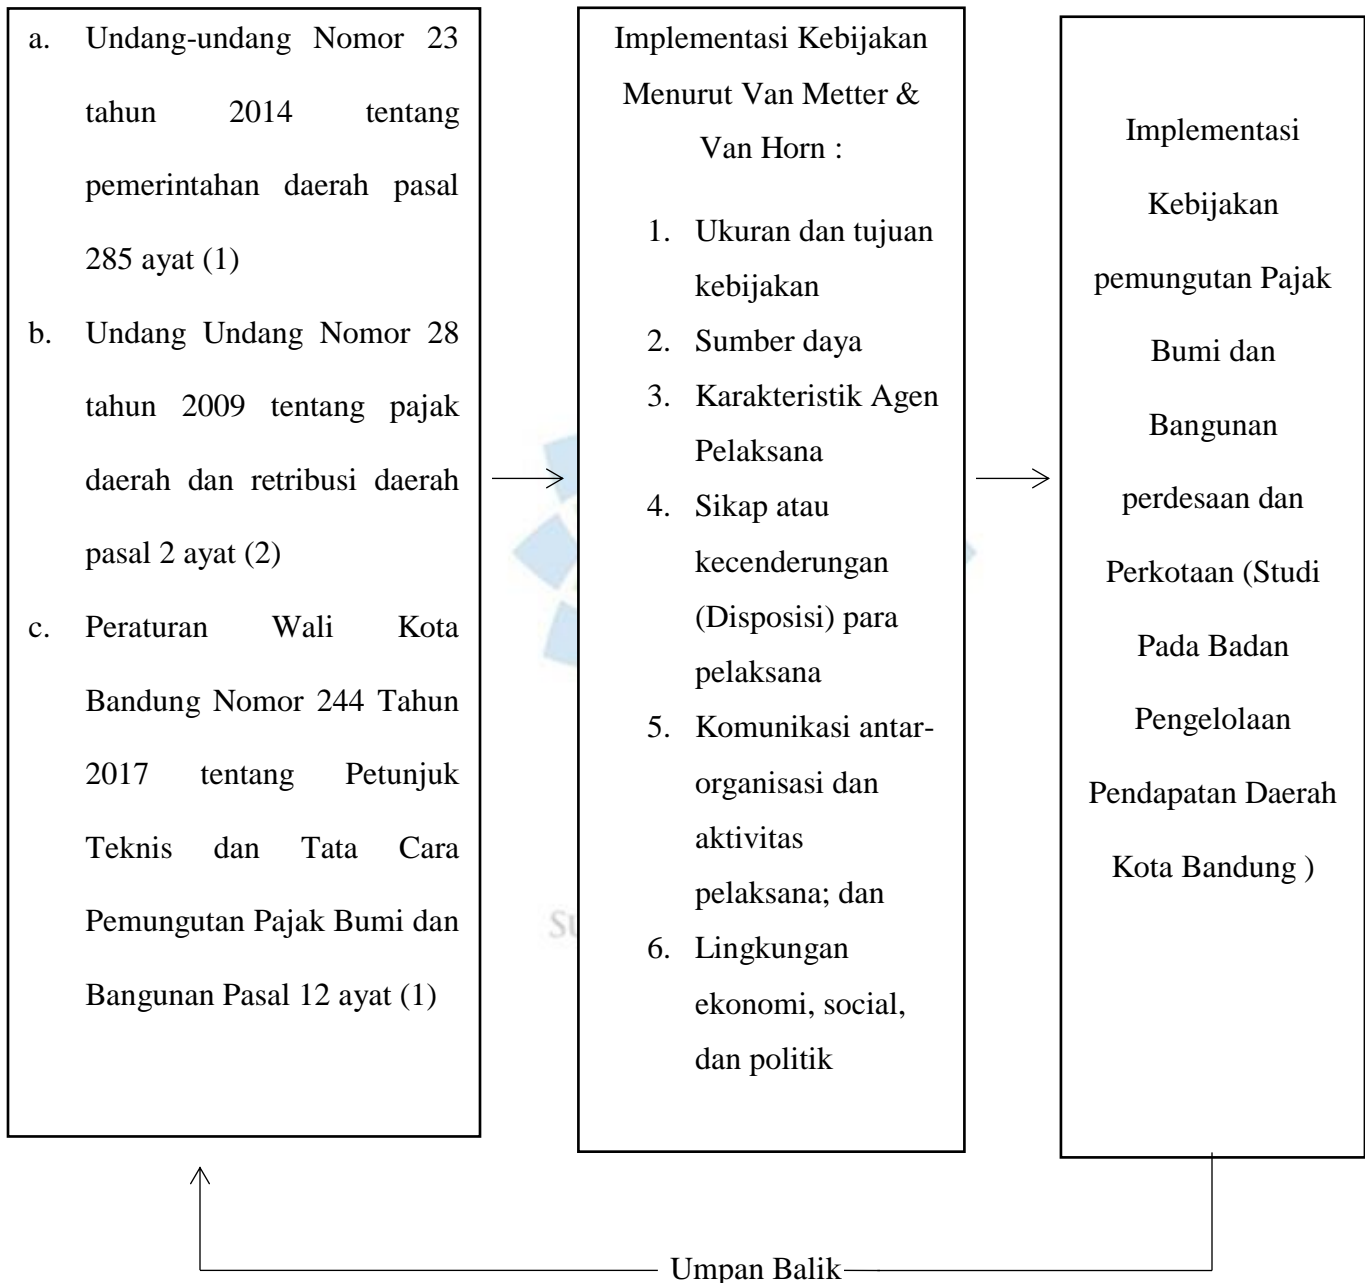 a. Undang-undang Nomor 23
tahun 2014 tentang
pemerintahan daerah pasal
285 ayat (1)
b. Undang Undang Nomor 28
tahun 2009 tentang pajak
daerah dan retribusi daerah
pasal 2 ayat (2)
c. Peraturan Wali Kota
Bandung Nomor 244 Tahun
2017 tentang Petunjuk
Teknis dan Tata Cara
Pemungutan Pajak Bumi dan
Bangunan Pasal 12 ayat (1)
Implementasi Kebijakan
Menurut Van Metter &
Van Horn :
1. Ukuran dan tujuan
kebijakan
2. Sumber daya
3. Karakteristik Agen
Pelaksana
4. Sikap atau
kecenderungan
(Disposisi) para
pelaksana
5. Komunikasi antar-
organisasi dan
aktivitas
pelaksana; dan
6. Lingkungan
ekonomi, social,
dan politik
Implementasi
Kebijakan
pemungutan Pajak
Bumi dan
Bangunan
perdesaan dan
Perkotaan (Studi
Pada Badan
Pengelolaan
Pendapatan Daerah
Kota Bandung )
Umpan Balik